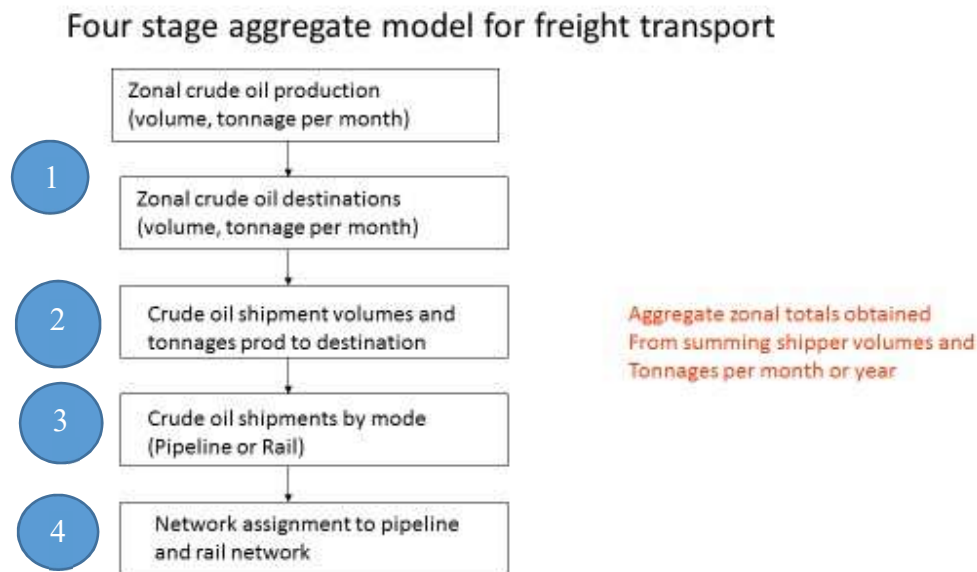 Four stage aggregate model for freight transport
Zonal crude oil production
(volume, tonnage per month)
1
Zonal crude oil destinations
(volume, tonnage per month)
2
Crude oil shipment volumes and
tonnages prod to destination
Aggregate zonal totals obtained
From summing shipper volumes and
Tonnages per month or year
3
Crude oil shipments by mode
(Pipeline or Rail)
4
Network assignment to pipeline
and rail network